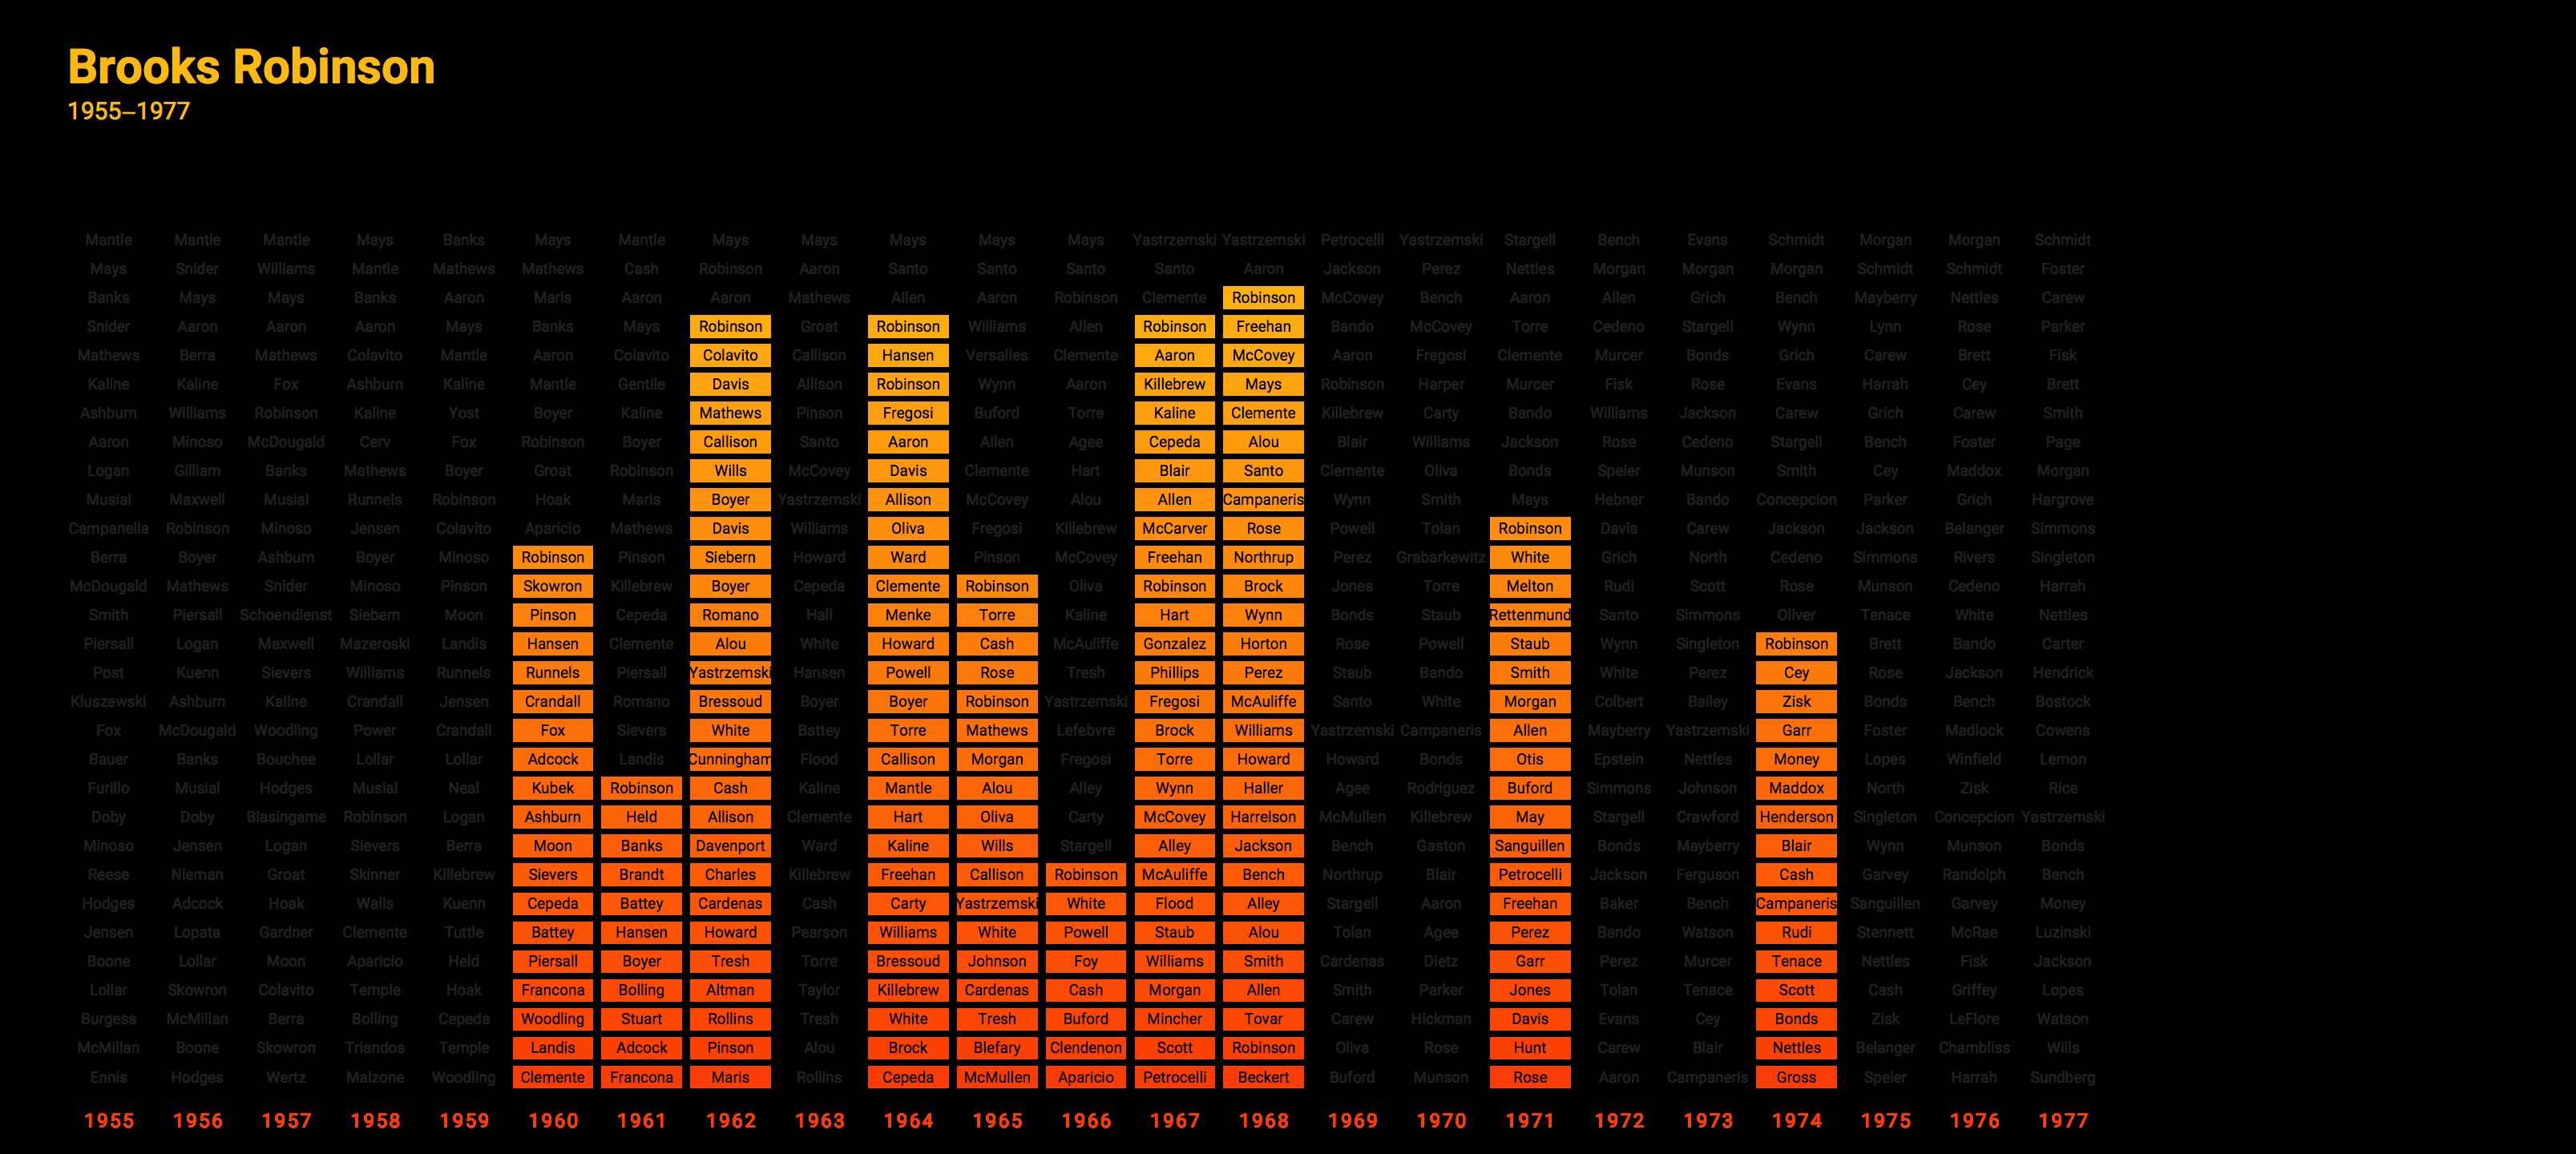 Brooks Robinson
1955–1977
Mantle Mantle Mantle Mays Banks Mays Mantle Mays Mays Mays Mays Mays Yastrzemski Yastrzemski Petrocelli Yastrzemski Stargell Bench Evans Schmidt Morgan Morgan Schmidt
Mays Snider Williams Mantle Mathews Mathews Cash Robinson Aaron Santo Santo Santo Santo Aaron Jackson Perez Nettles Morgan Morgan Morgan Schmidt Schmidt Foster
Banks Mays Mays Banks Aaron Maris Aaron Aaron Mathews Allen Aaron Robinson Clemente Robinson McCovey Bench Aaron Allen Grich Bench Mayberry Nettles Carew
Snider Aaron Aaron Aaron Mays Banks Mays Robinson Groat Robinson Williams Allen Robinson Freehan Bando McCovey Torre Cedeno Stargell Wynn Lynn Rose Parker
Mathews Berra Mathews Colavito Mantle Aaron Colavito Colavito Callison Hansen Versalles Clemente Aaron McCovey Aaron Fregosi Clemente Murcer Bonds Grich Carew Brett Fisk
Kaline Kaline Fox Ashburn Kaline Mantle Gentile Davis Allison Robinson Wynn Aaron Killebrew Mays Robinson Harper Murcer Fisk Rose Evans Harrah Cey Brett
Ashburn Williams Robinson Kaline Yost Boyer Kaline Mathews Pinson Fregosi Buford Torre Kaline Clemente Killebrew Carty Bando Williams Jackson Carew Grich Carew Smith
Aaron Minoso McDougald Cerv Fox Robinson Boyer Callison Santo Aaron Allen Agee Cepeda Alou Blair Williams Jackson Rose Cedeno Stargell Bench Foster Page
Logan Gilliam Banks Mathews Boyer Groat Robinson Wills McCovey Davis Clemente Hart Blair Santo Clemente Oliva Bonds Speier Munson Smith Cey Maddox Morgan
Musial Maxwell Musial Runnels Robinson Hoak Maris Boyer Yastrzemski Allison McCovey Alou Allen Campaneris Wynn Smith Mays Hebner Bando Concepcion Parker Grich Hargrove
Campanella Robinson Minoso Jensen Colavito Aparicio Mathews Davis Williams Oliva Fregosi Killebrew McCarver Rose Powell Tolan Robinson Davis Carew Jackson Jackson Belanger Simmons
Berra Boyer Ashburn Boyer Minoso Robinson Pinson Siebern Howard Ward Pinson McCovey Freehan Northrup Perez Grabarkewitz White Grich North Cedeno Simmons Rivers Singleton
McDougald Mathews Snider Minoso Pinson Skowron Killebrew Boyer Cepeda Clemente Robinson Oliva Robinson Brock Jones Torre Melton Rudi Scott Rose Munson Cedeno Harrah
Smith Piersall Schoendienst Siebern Moon Pinson Cepeda Romano Hall Menke Torre Kaline Hart Wynn Bonds Staub Rettenmund Santo Simmons Oliver Tenace White Nettles
Piersall Logan Maxwell Mazeroski Landis Hansen Clemente Alou White Howard Cash McAuliffe Gonzalez Horton Rose Powell Staub Wynn Singleton Robinson Brett Bando Carter
Post Kuenn Sievers Williams Runnels Runnels Piersall Yastrzemski Hansen Powell Rose Tresh Phillips Perez Staub Bando Smith White Perez Cey Rose Jackson Hendrick
Kluszewski Ashburn Kaline Crandall Jensen Crandall Romano Bressoud Boyer Boyer Robinson Yastrzemski Fregosi McAuliffe Santo White Morgan Colbert Bailey Zisk Bonds Bench Bostock
Fox McDougald Woodling Power Crandall Fox Sievers White Battey Torre Mathews Lefebvre Brock Williams Yastrzemski Campaneris Allen Mayberry Yastrzemski Garr Foster Madlock Cowens
Bauer Banks Bouchee Lollar Lollar Adcock Landis Cunningham Flood Callison Morgan Fregosi Torre Howard Howard Bonds Otis Epstein Nettles Money Lopes Winfield Lemon
Furillo Musial Hodges Musial Neal Kubek Robinson Cash Kaline Mantle Alou Alley Wynn Haller Agee Rodriguez Buford Simmons Johnson Maddox North Zisk Rice
Doby Doby Blasingame Robinson Logan Ashburn Held Allison Clemente Hart Oliva Carty McCovey Harrelson McMullen Killebrew May Stargell Crawford Henderson Singleton Concepcion Yastrzemski
Minoso Jensen Logan Sievers Berra Moon Banks Davenport Ward Kaline Wills Stargell Alley Jackson Bench Gaston Sanguillen Bonds Mayberry Blair Wynn Munson Bonds
Reese Nieman Groat Skinner Killebrew Sievers Brandt Charles Killebrew Freehan Callison Robinson McAuliffe Bench Northrup Blair Petrocelli Jackson Ferguson Cash Garvey Randolph Bench
Hodges Adcock Hoak Walls Kuenn Cepeda Battey Cardenas Cash Carty Yastrzemski White Flood Alley Stargell Aaron Freehan Baker Bench Campaneris Sanguillen Garvey Money
Jensen Lopata Gardner Clemente Tuttle Battey Hansen Howard Pearson Williams White Powell Staub Alou Tolan Agee Perez Bando Watson Rudi Stennett McRae Luzinski
Boone Lollar Moon Aparicio Held Piersall Boyer Tresh Torre Bressoud Johnson Foy Williams Smith Cardenas Dietz Garr Perez Murcer Tenace Nettles Fisk Jackson
Lollar Skowron Colavito Temple Hoak Francona Bolling Altman Taylor Killebrew Cardenas Cash Morgan Allen Smith Parker Jones Tolan Tenace Scott Cash Griffey Lopes
Burgess McMillan Berra Bolling Cepeda Woodling Stuart Rollins Tresh White Tresh Buford Mincher Tovar Carew Hickman Davis Evans Cey Bonds Zisk LeFlore Watson
McMillan Boone Skowron Triandos Temple Landis Adcock Pinson Alou Brock Blefary Clendenon Scott Robinson Oliva Rose Hunt Carew Blair Nettles Belanger Chambliss Wills
Ennis Hodges Wertz Malzone Woodling Clemente Francona Maris Rollins Cepeda McMullen Aparicio Petrocelli Beckert Buford Munson Rose Aaron Campaneris Gross Speier Harrah Sundberg
1955 1956 1957 1958 1959 1960 1961 1962 1963 1964 1965 1966 1967 1968 1969 1970 1971 1972 1973 1974 1975 1976 1977